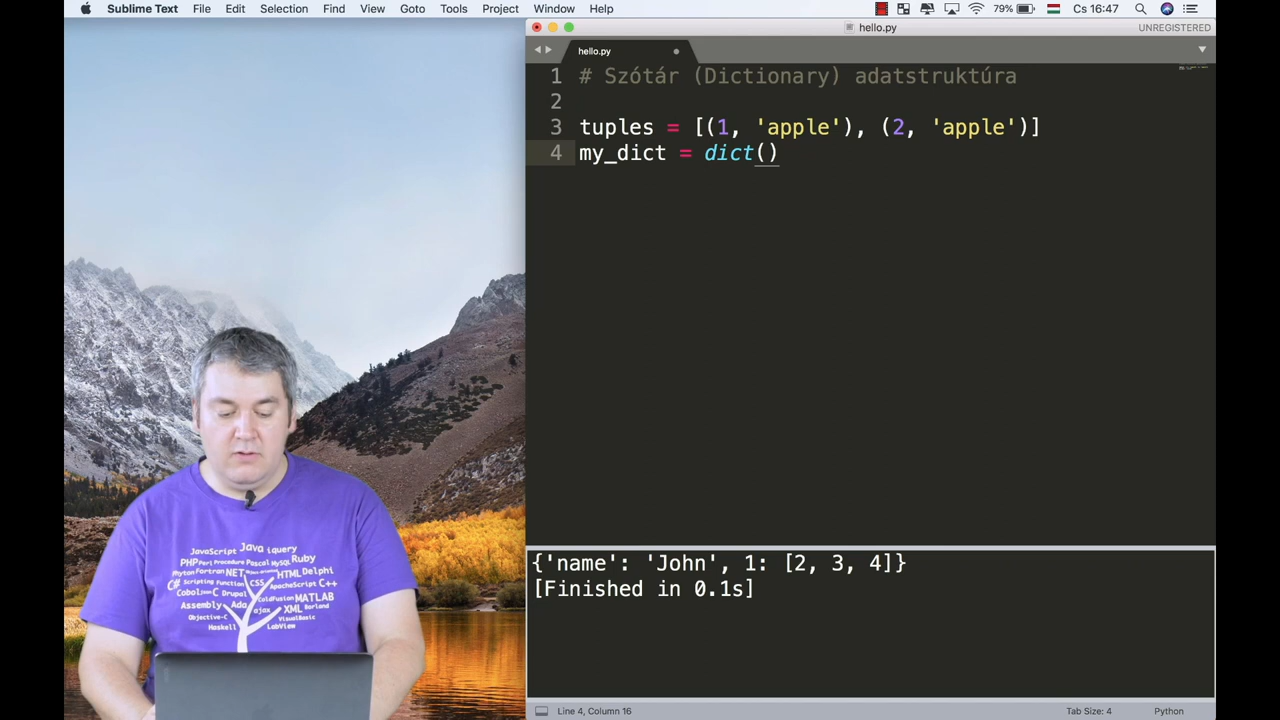 Sublime Text File Edit Selection Find View Goto Tools Project Window Help 79% Cs 16:47
hello.py UNREGISTERED
hello.py
1 # Szótár (Dictionary) adatstruktúra
2
3 tuples = [(1, 'apple'), (2, 'apple')]
4 my_dict = dict()
{'name': 'John', 1: [2, 3, 4]}
[Finished in 0.1s]
JavaScript Java jquery
PHP Perl Procedure Pascal MySQL Ruby
Fortran NET HTML Delphi
C# Scripting Function CSS ApacheScript C++
Cobol C Drupal ColdFusion MATLAB
Assembly Ada ajax XML Borland
Objective-C VisualBasic
Haskell LabView
Line 4, Column 16 Tab Size: 4 Python